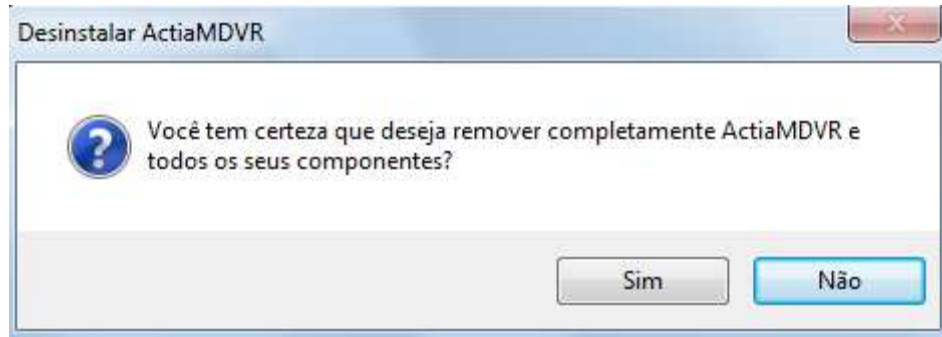 Desinstalar ActiaMDVR
Você tem certeza que deseja remover completamente ActiaMDVR e
todos os seus componentes?
Sim
Não